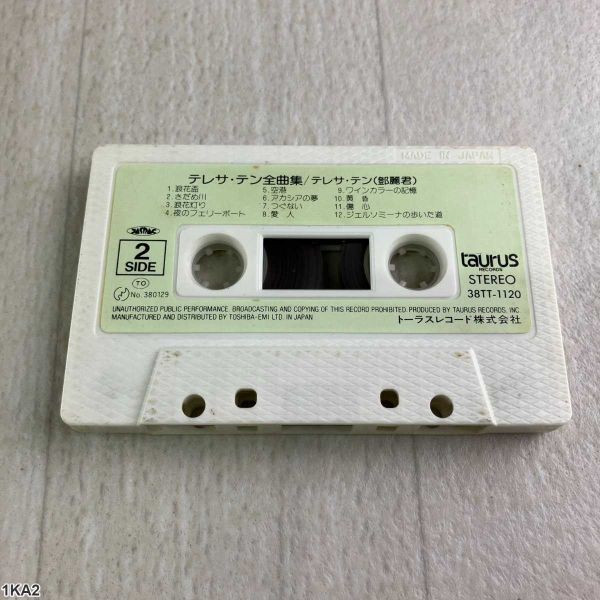 MADE IN JAPAN
テレサ・テン全曲集/テレサ・テン(鄧麗君)
1.浪花盃
2.さだめ川
3.浪花灯り
4.夜のフェリーボート
5.空港
6.アカシアの夢
7.つぐない
8.愛人
9.ワインカラーの記憶
10.黄昏
11.傷心
12.ジェルソミーナの歩いた道
2
SIDE
TO
No.380129
taurus
RECORDS
STEREO
38TT-1120
UNAUTHORIZED PUBLIC PERFORMANCE. BROADCASTING AND COPYING OF THIS RECORD PROHIBITED. PRODUCED BY TAURUS RECORDS, INC.
MANUFACTURED AND DISTRIBUTED BY TOSHIBA-EMI LTD. IN JAPAN
トーラスレコード株式会社
1KA2